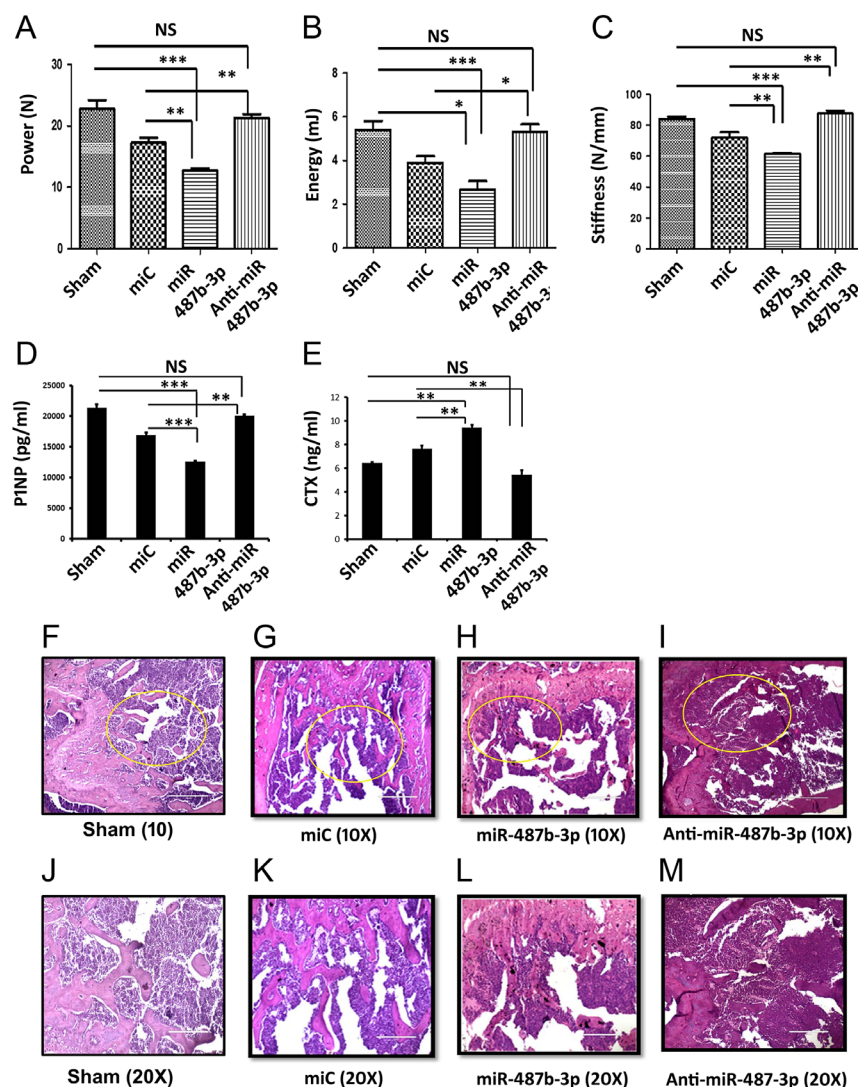 A
NS
***
**
**
Power (N)
30
20
10
0
Sham
miC
miR
487b-3p
Anti-miR
487b-3p
B
NS
***
*
*
Energy (mJ)
8
6
4
2
0
Sham
miC
miR
487b-3p
Anti-miR
487b-3p
C
NS
**
***
**
Stiffness (N/mm)
100
80
60
40
20
0
Sham
miC
miR
487b-3p
Anti-miR
487b-3p
D
NS
***
**
***
P1NP (pg/ml)
25000
20000
15000
10000
5000
0
Sham
miC
miR
487b-3p
Anti-miR
487b-3p
E
NS
**
**
**
CTX (ng/ml)
12
10
8
6
4
2
0
Sham
miC
miR
487b-3p
Anti-miR
487b-3p
F
G
H
I
Sham (10)
miC (10X)
miR-487b-3p (10X)
Anti-miR-487b-3p (10X)
J
K
L
M
Sham (20X)
miC (20X)
miR-487b-3p (20X)
Anti-miR-487-3p (20X)